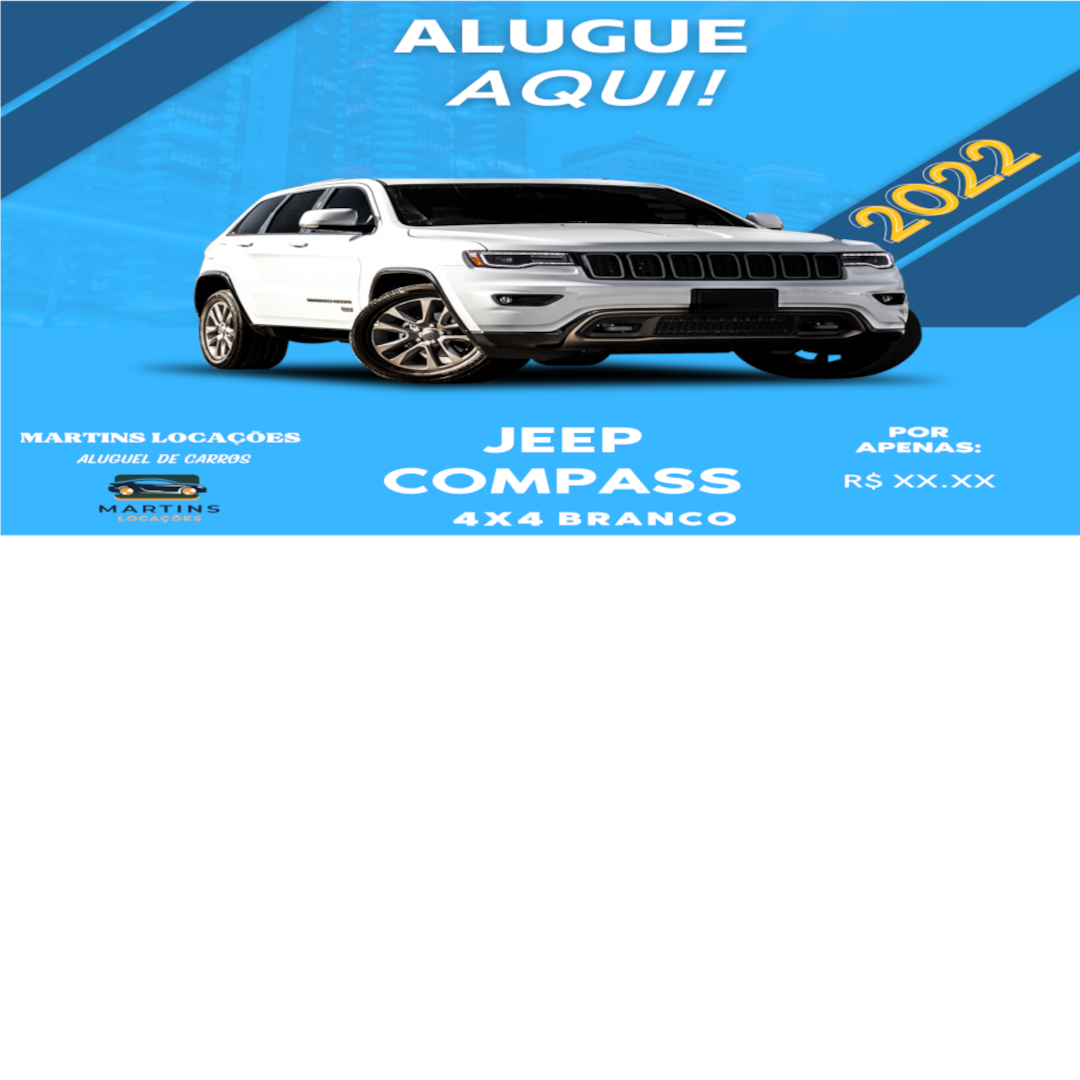 ALUGUE
AQUI!
2022
MARTINS LOCAÇÕES
ALUGUEL DE CARROS
MARTINS
LOCAÇÕES
JEEP
COMPASS
4X4 BRANCO
POR
APENAS:
R$ XX.XX